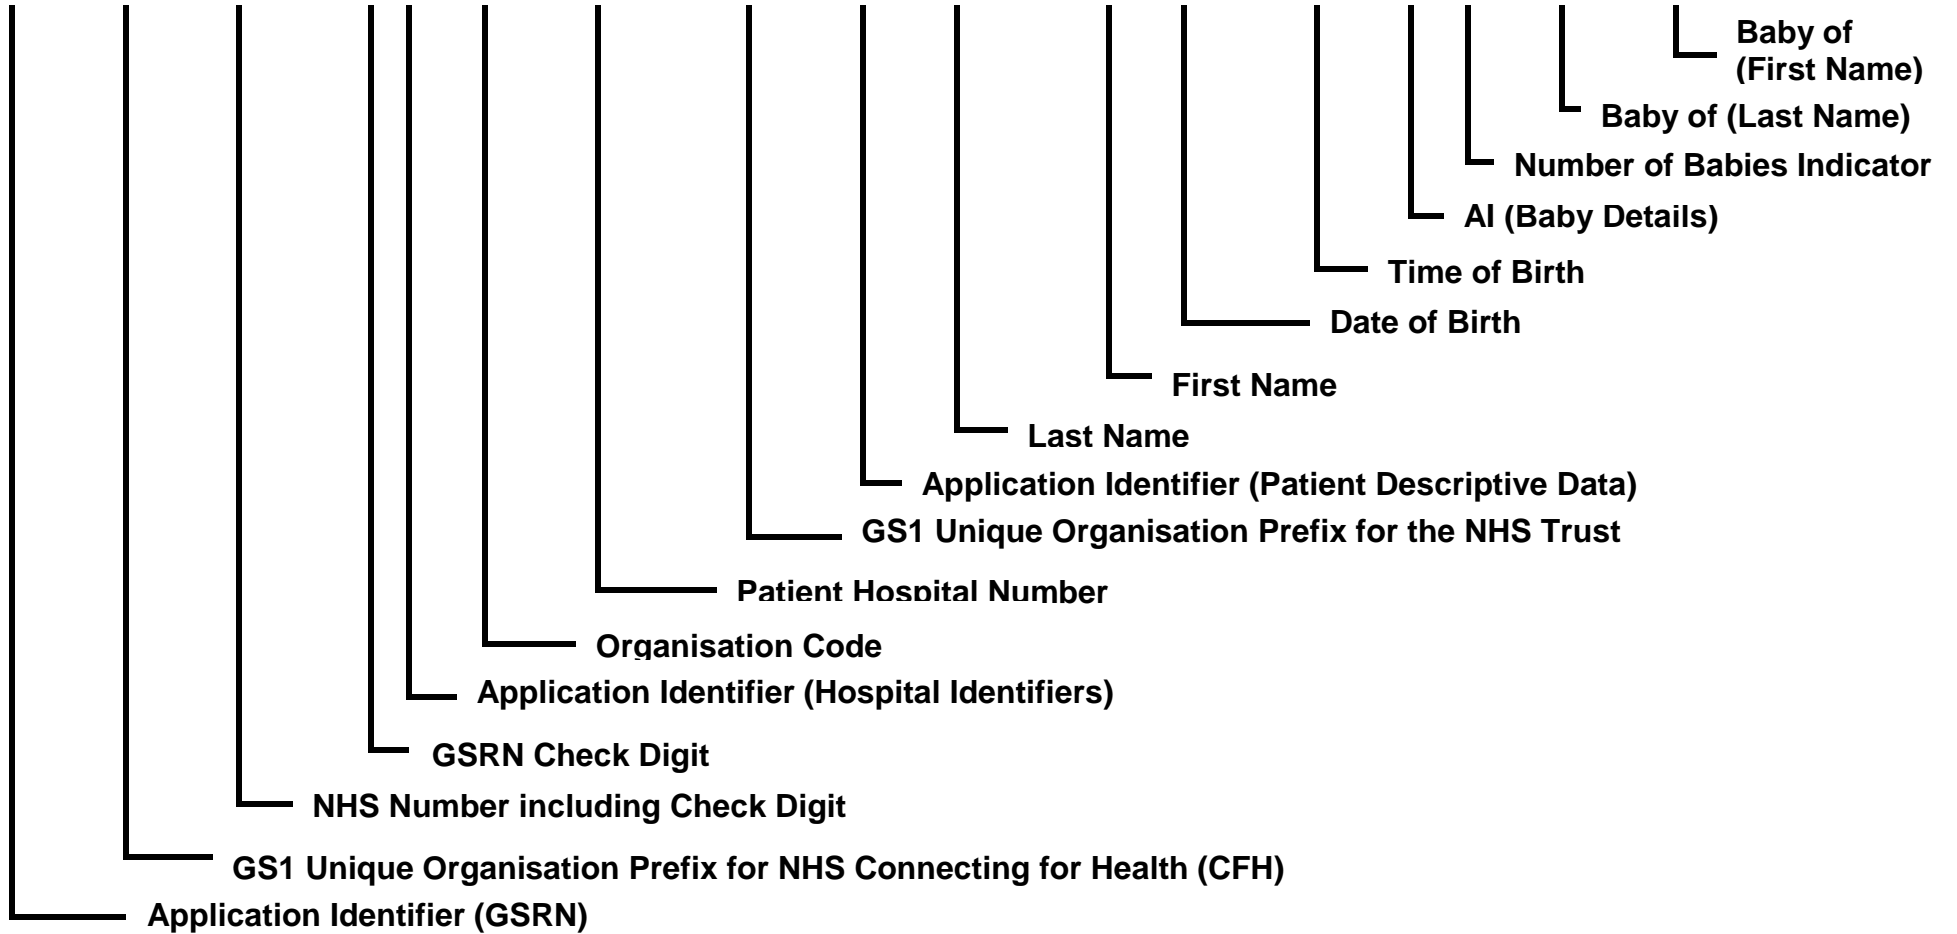 Baby of
(First Name)
Baby of (Last Name)
Number of Babies Indicator
AI (Baby Details)
Time of Birth
Date of Birth
First Name
Last Name
Application Identifier (Patient Descriptive Data)
GS1 Unique Organisation Prefix for the NHS Trust
Patient Hospital Number
Organisation Code
Application Identifier (Hospital Identifiers)
GSRN Check Digit
NHS Number including Check Digit
GS1 Unique Organisation Prefix for NHS Connecting for Health (CFH)
Application Identifier (GSRN)